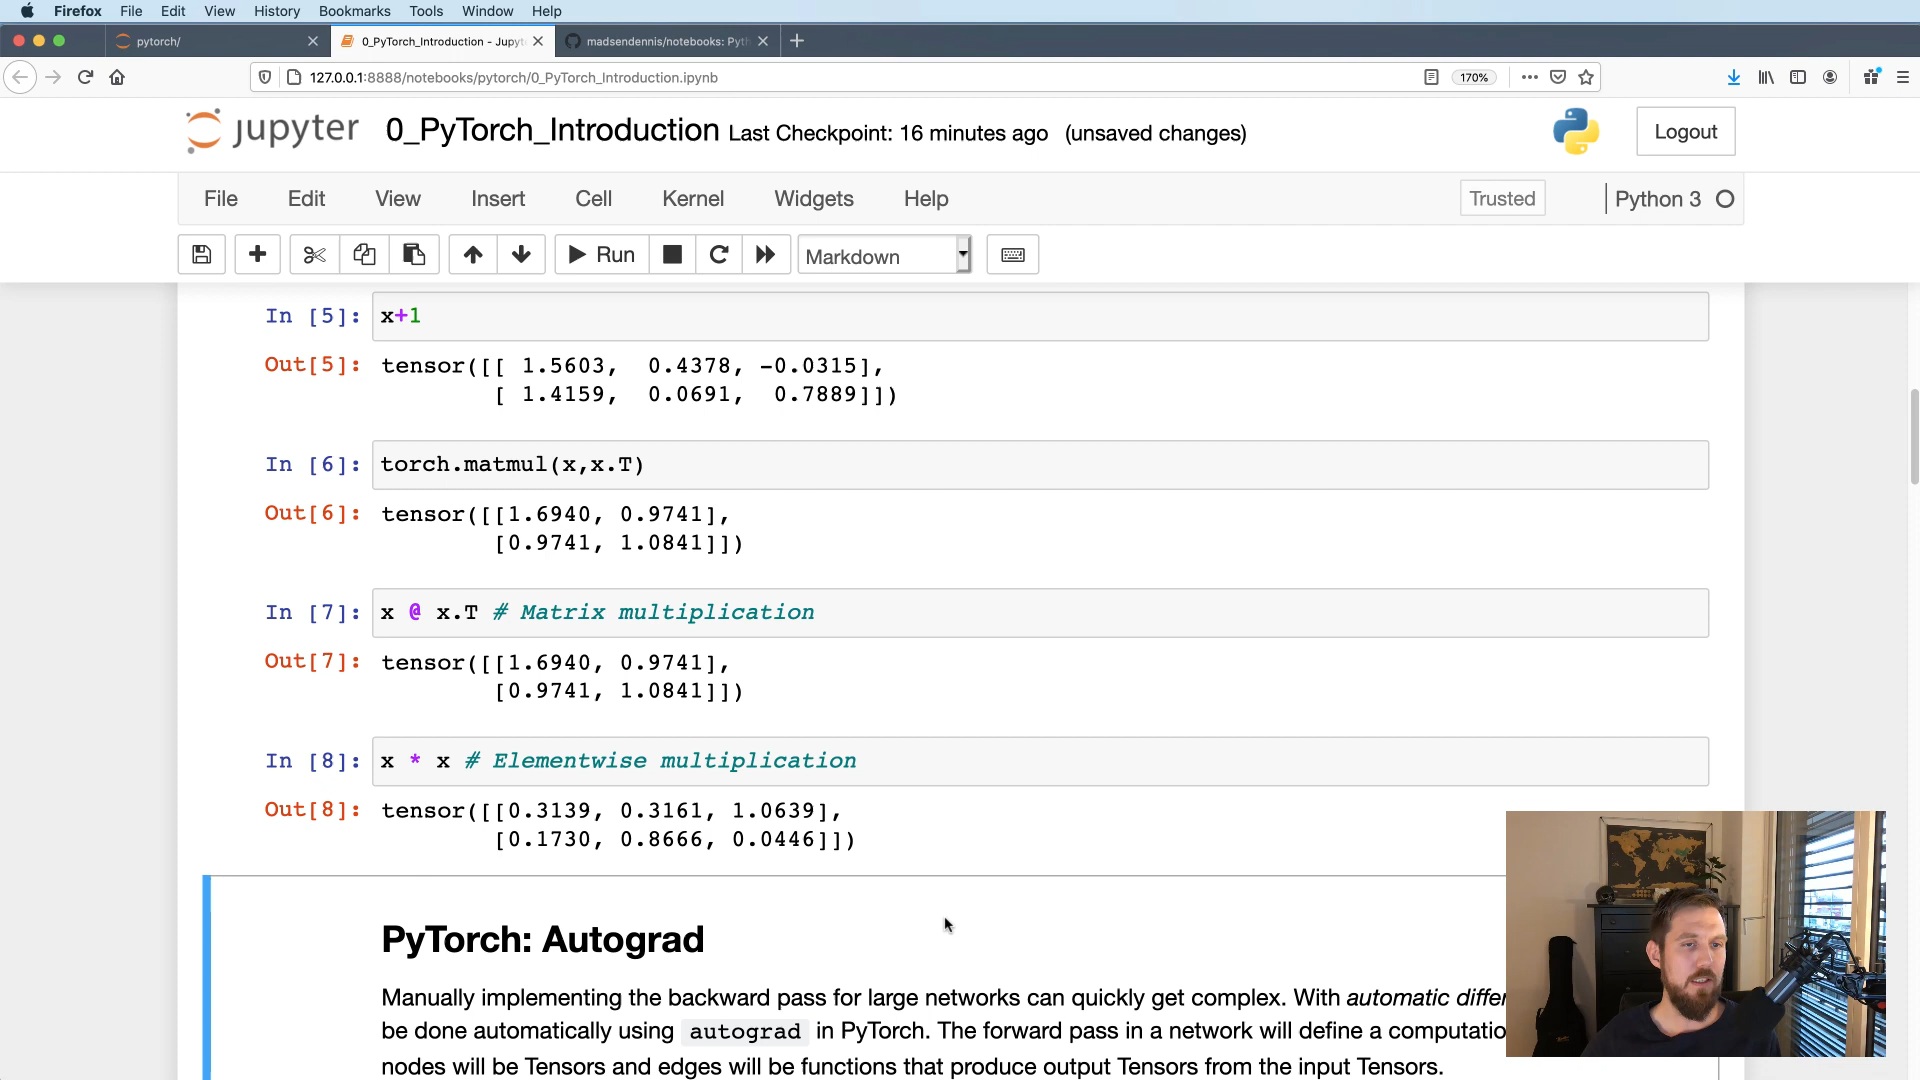 Firefox File Edit View History Bookmarks Tools Window Help
pytorch/
0_PyTorch_Introduction - Jupyt
madsendennis/notebooks: Pyt
127.0.0.1:8888/notebooks/pytorch/0_PyTorch_Introduction.ipynb
170%
jupyter 0_PyTorch_Introduction Last Checkpoint: 16 minutes ago (unsaved changes)
Logout
File Edit View Insert Cell Kernel Widgets Help
Trusted
Python 3
Run
Markdown
In [5]: x+1
Out[5]: tensor([[ 1.5603, 0.4378, -0.0315],
[ 1.4159, 0.0691, 0.7889]])
In [6]: torch.matmul(x,x.T)
Out[6]: tensor([[1.6940, 0.9741],
[0.9741, 1.0841]])
In [7]: x @ x.T # Matrix multiplication
Out[7]: tensor([[1.6940, 0.9741],
[0.9741, 1.0841]])
In [8]: x * x # Elementwise multiplication
Out[8]: tensor([[0.3139, 0.3161, 1.0639],
[0.1730, 0.8666, 0.0446]])
PyTorch: Autograd
Manually implementing the backward pass for large networks can quickly get complex. With automatic differ
be done automatically using autograd in PyTorch. The forward pass in a network will define a computatio
nodes will be Tensors and edges will be functions that produce output Tensors from the input Tensors.